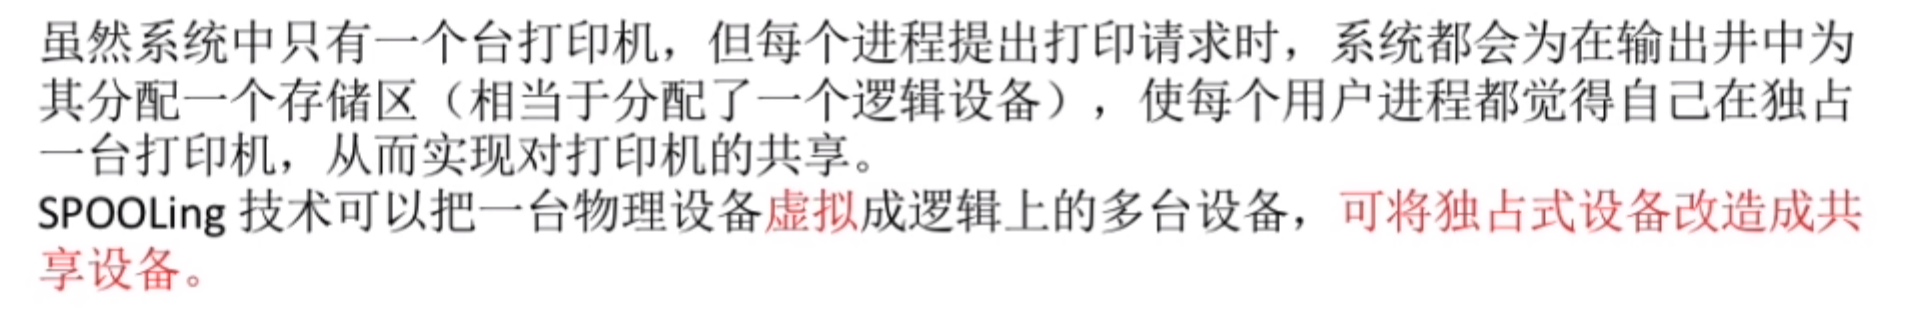 虽然系统中只有一个台打印机，但每个进程提出打印请求时，系统都会为在输出井中为
其分配一个存储区（相当于分配了一个逻辑设备），使每个用户进程都觉得自己在独占
一台打印机，从而实现对打印机的共享。
SPOOLing 技术可以把一台物理设备虚拟成逻辑上的多台设备，可将独占式设备改造成共
享设备。